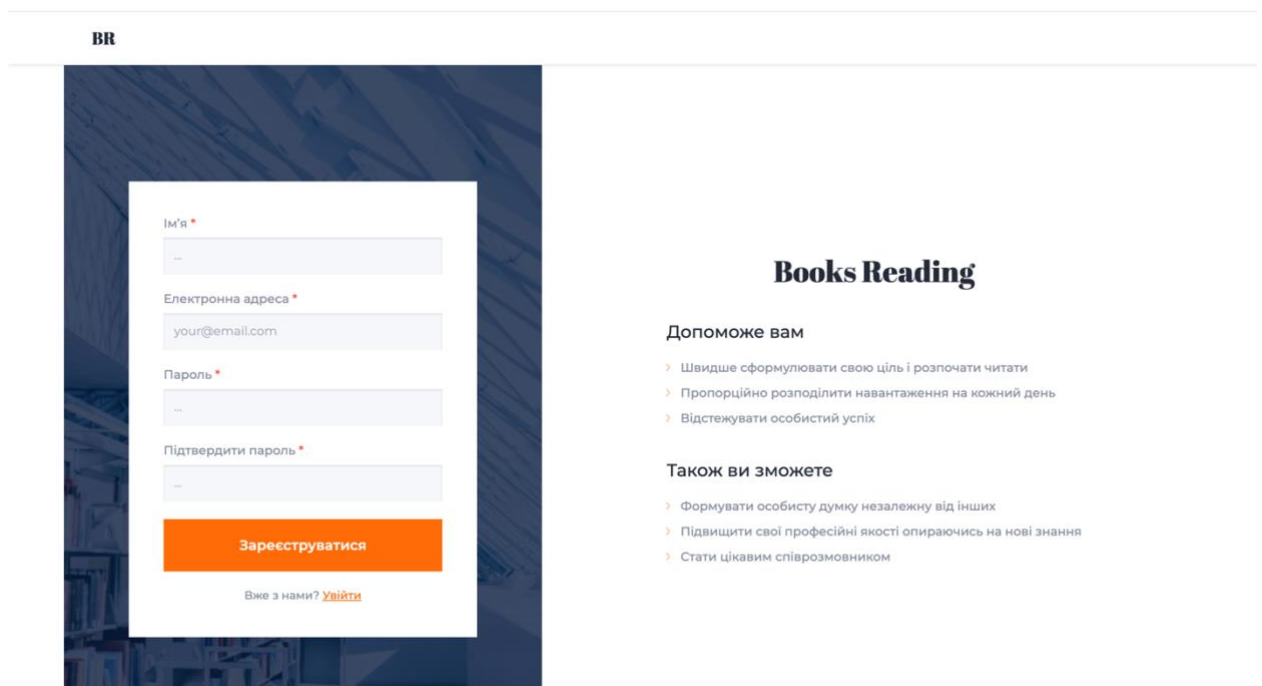 BR
Ім'я *
...
Електронна адреса *
your@email.com
Пароль *
...
Підтвердити пароль *
...
Зареєструватися
Вже з нами? Увійти
Books Reading
Допоможе вам
Швидше сформулювати свою ціль і розпочати читати
Пропорційно розподілити навантаження на кожний день
Відстежувати особистий успіх
Також ви зможете
Формувати особисту думку незалежну від інших
Підвищити свої професійні якості опираючись на нові знання
Стати цікавим співрозмовником